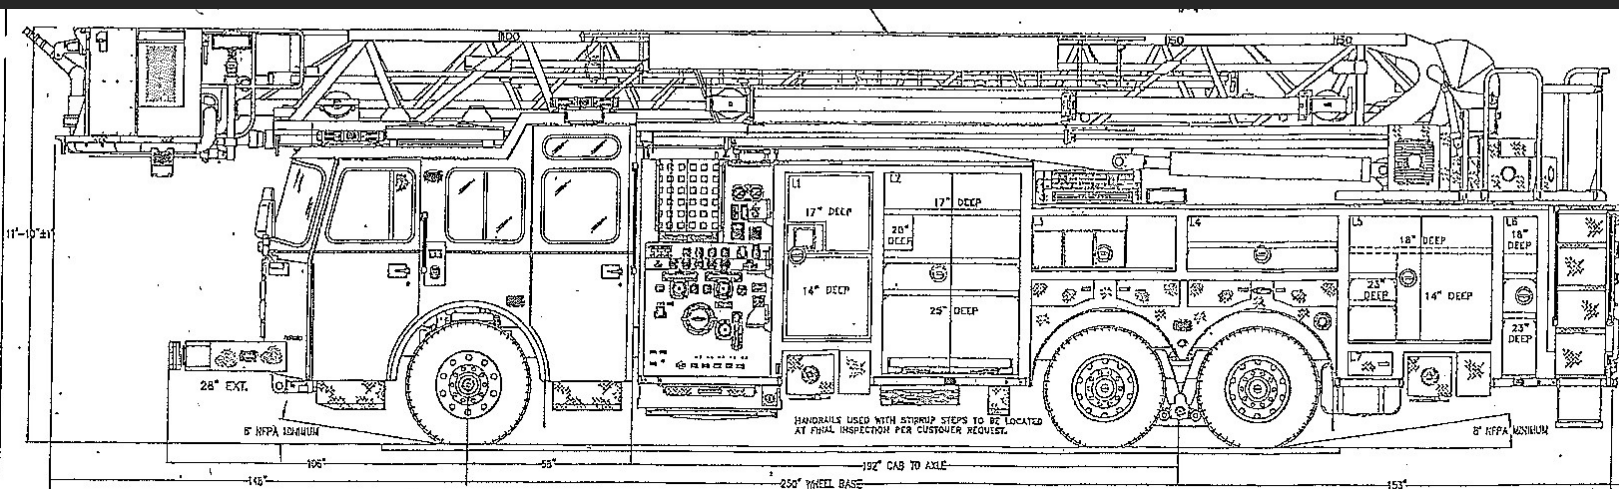 L1
L2
17" DEEP
17" DEEP
20"
DEEP
L3
L4
L5
18" DEEP
L6
18"
DEEP
11'-10"±1"
14" DEEP
25" DEEP
23"
DEEP
14" DEEP
23"
DEEP
L7
28" EXT.
HANDRAILS USED WITH STIRRUP STEPS TO BE LOCATED
AT FINAL INSPECTION PER CUSTOMER REQUEST.
8° NFPA MINIMUM
8° NFPA MINIMUM
106"
192" CAB TO AXLE
250" WHEEL BASE
153"